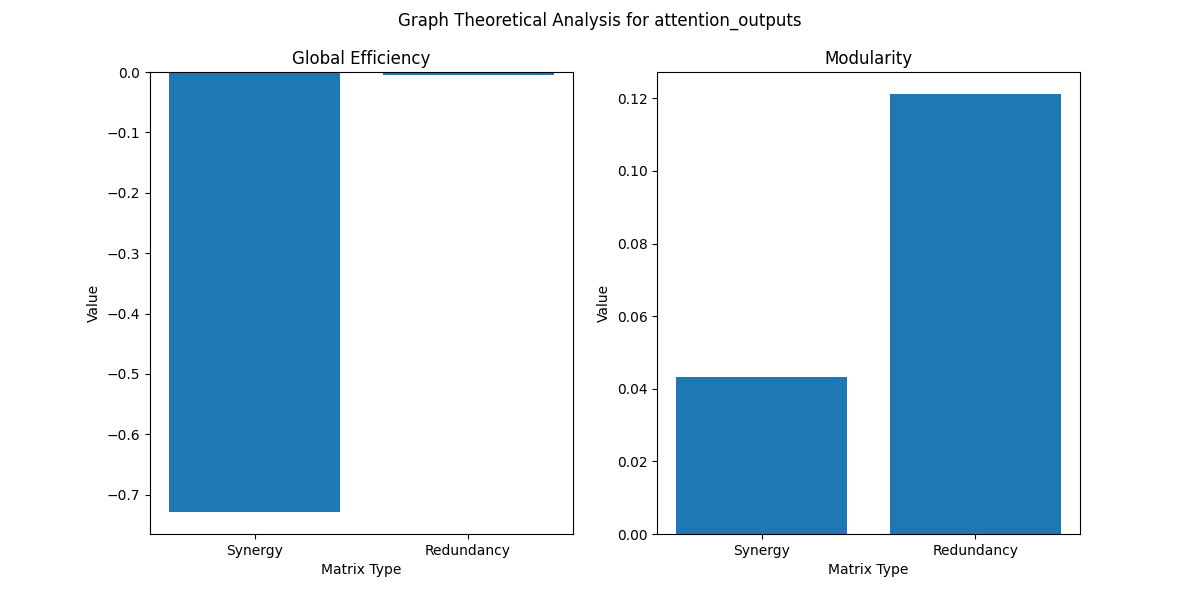 Graph Theoretical Analysis for attention_outputs
Global Efficiency
0.0
−0.1
−0.2
−0.3
−0.4
−0.5
−0.6
−0.7
Value
Synergy
Redundancy
Matrix Type
Modularity
0.12
0.10
0.08
0.06
0.04
0.02
0.00
Value
Synergy
Redundancy
Matrix Type